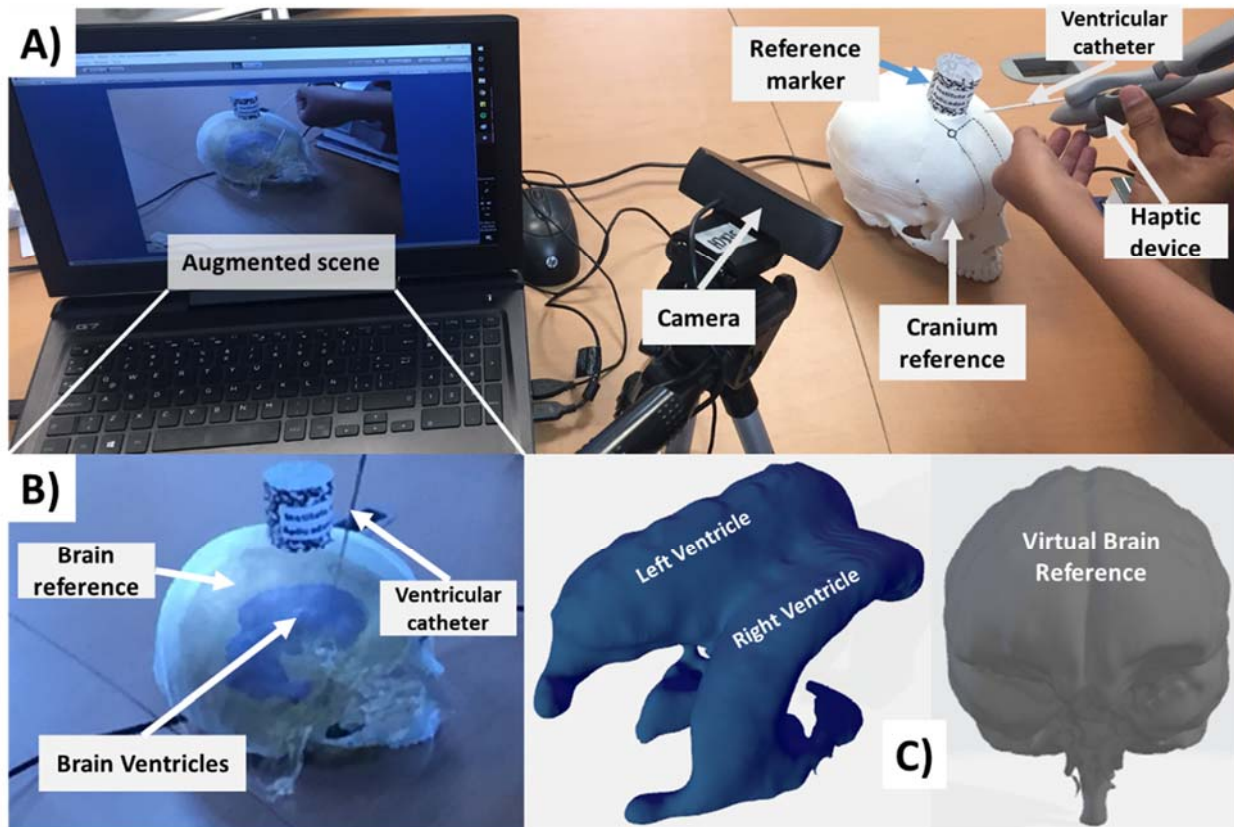 A)
Reference
marker
Ventricular
catheter
Haptic
device
Augmented scene
Camera
Cranium
reference
G7
B)
Brain
reference
Ventricular
catheter
Brain Ventricles
Left Ventricle
Right Ventricle
Virtual Brain
Reference
C)